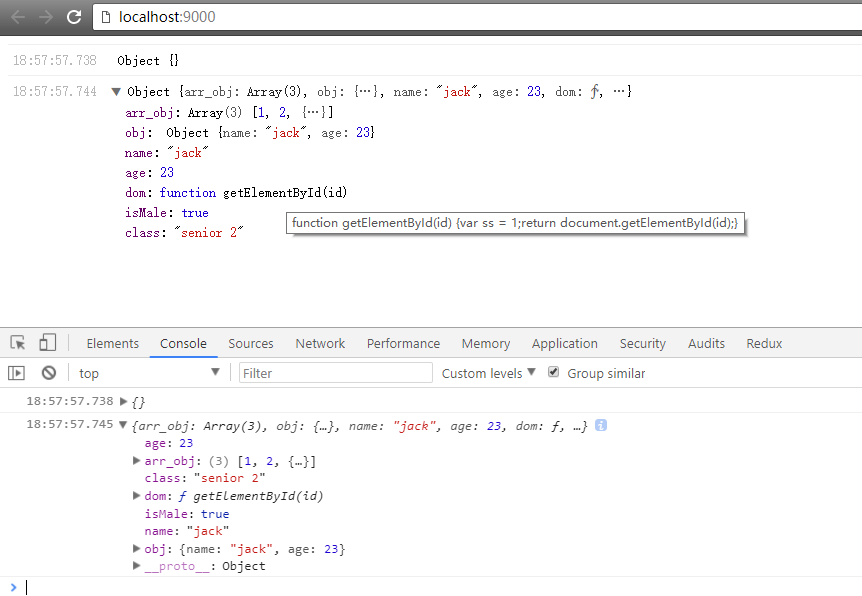 localhost:9000
18:57:57.738 Object {}
18:57:57.744 ▼ Object {arr_obj: Array(3), obj: {…}, name: "jack", age: 23, dom: ƒ, …}
arr_obj: Array(3) [1, 2, {…}]
obj: Object {name: "jack", age: 23}
name: "jack"
age: 23
dom: function getElementById(id)
isMale: true
function getElementById(id) {var ss = 1;return document.getElementById(id);}
class: "senior 2"
Elements Console Sources Network Performance Memory Application Security Audits Redux
top ▼ Filter Custom levels ▼ Group similar
18:57:57.738 ▶ {}
18:57:57.745 ▼ {arr_obj: Array(3), obj: {…}, name: "jack", age: 23, dom: ƒ, …} i
age: 23
▶ arr_obj: (3) [1, 2, {…}]
class: "senior 2"
▶ dom: ƒ getElementById(id)
isMale: true
name: "jack"
▶ obj: {name: "jack", age: 23}
▶ __proto__: Object
>